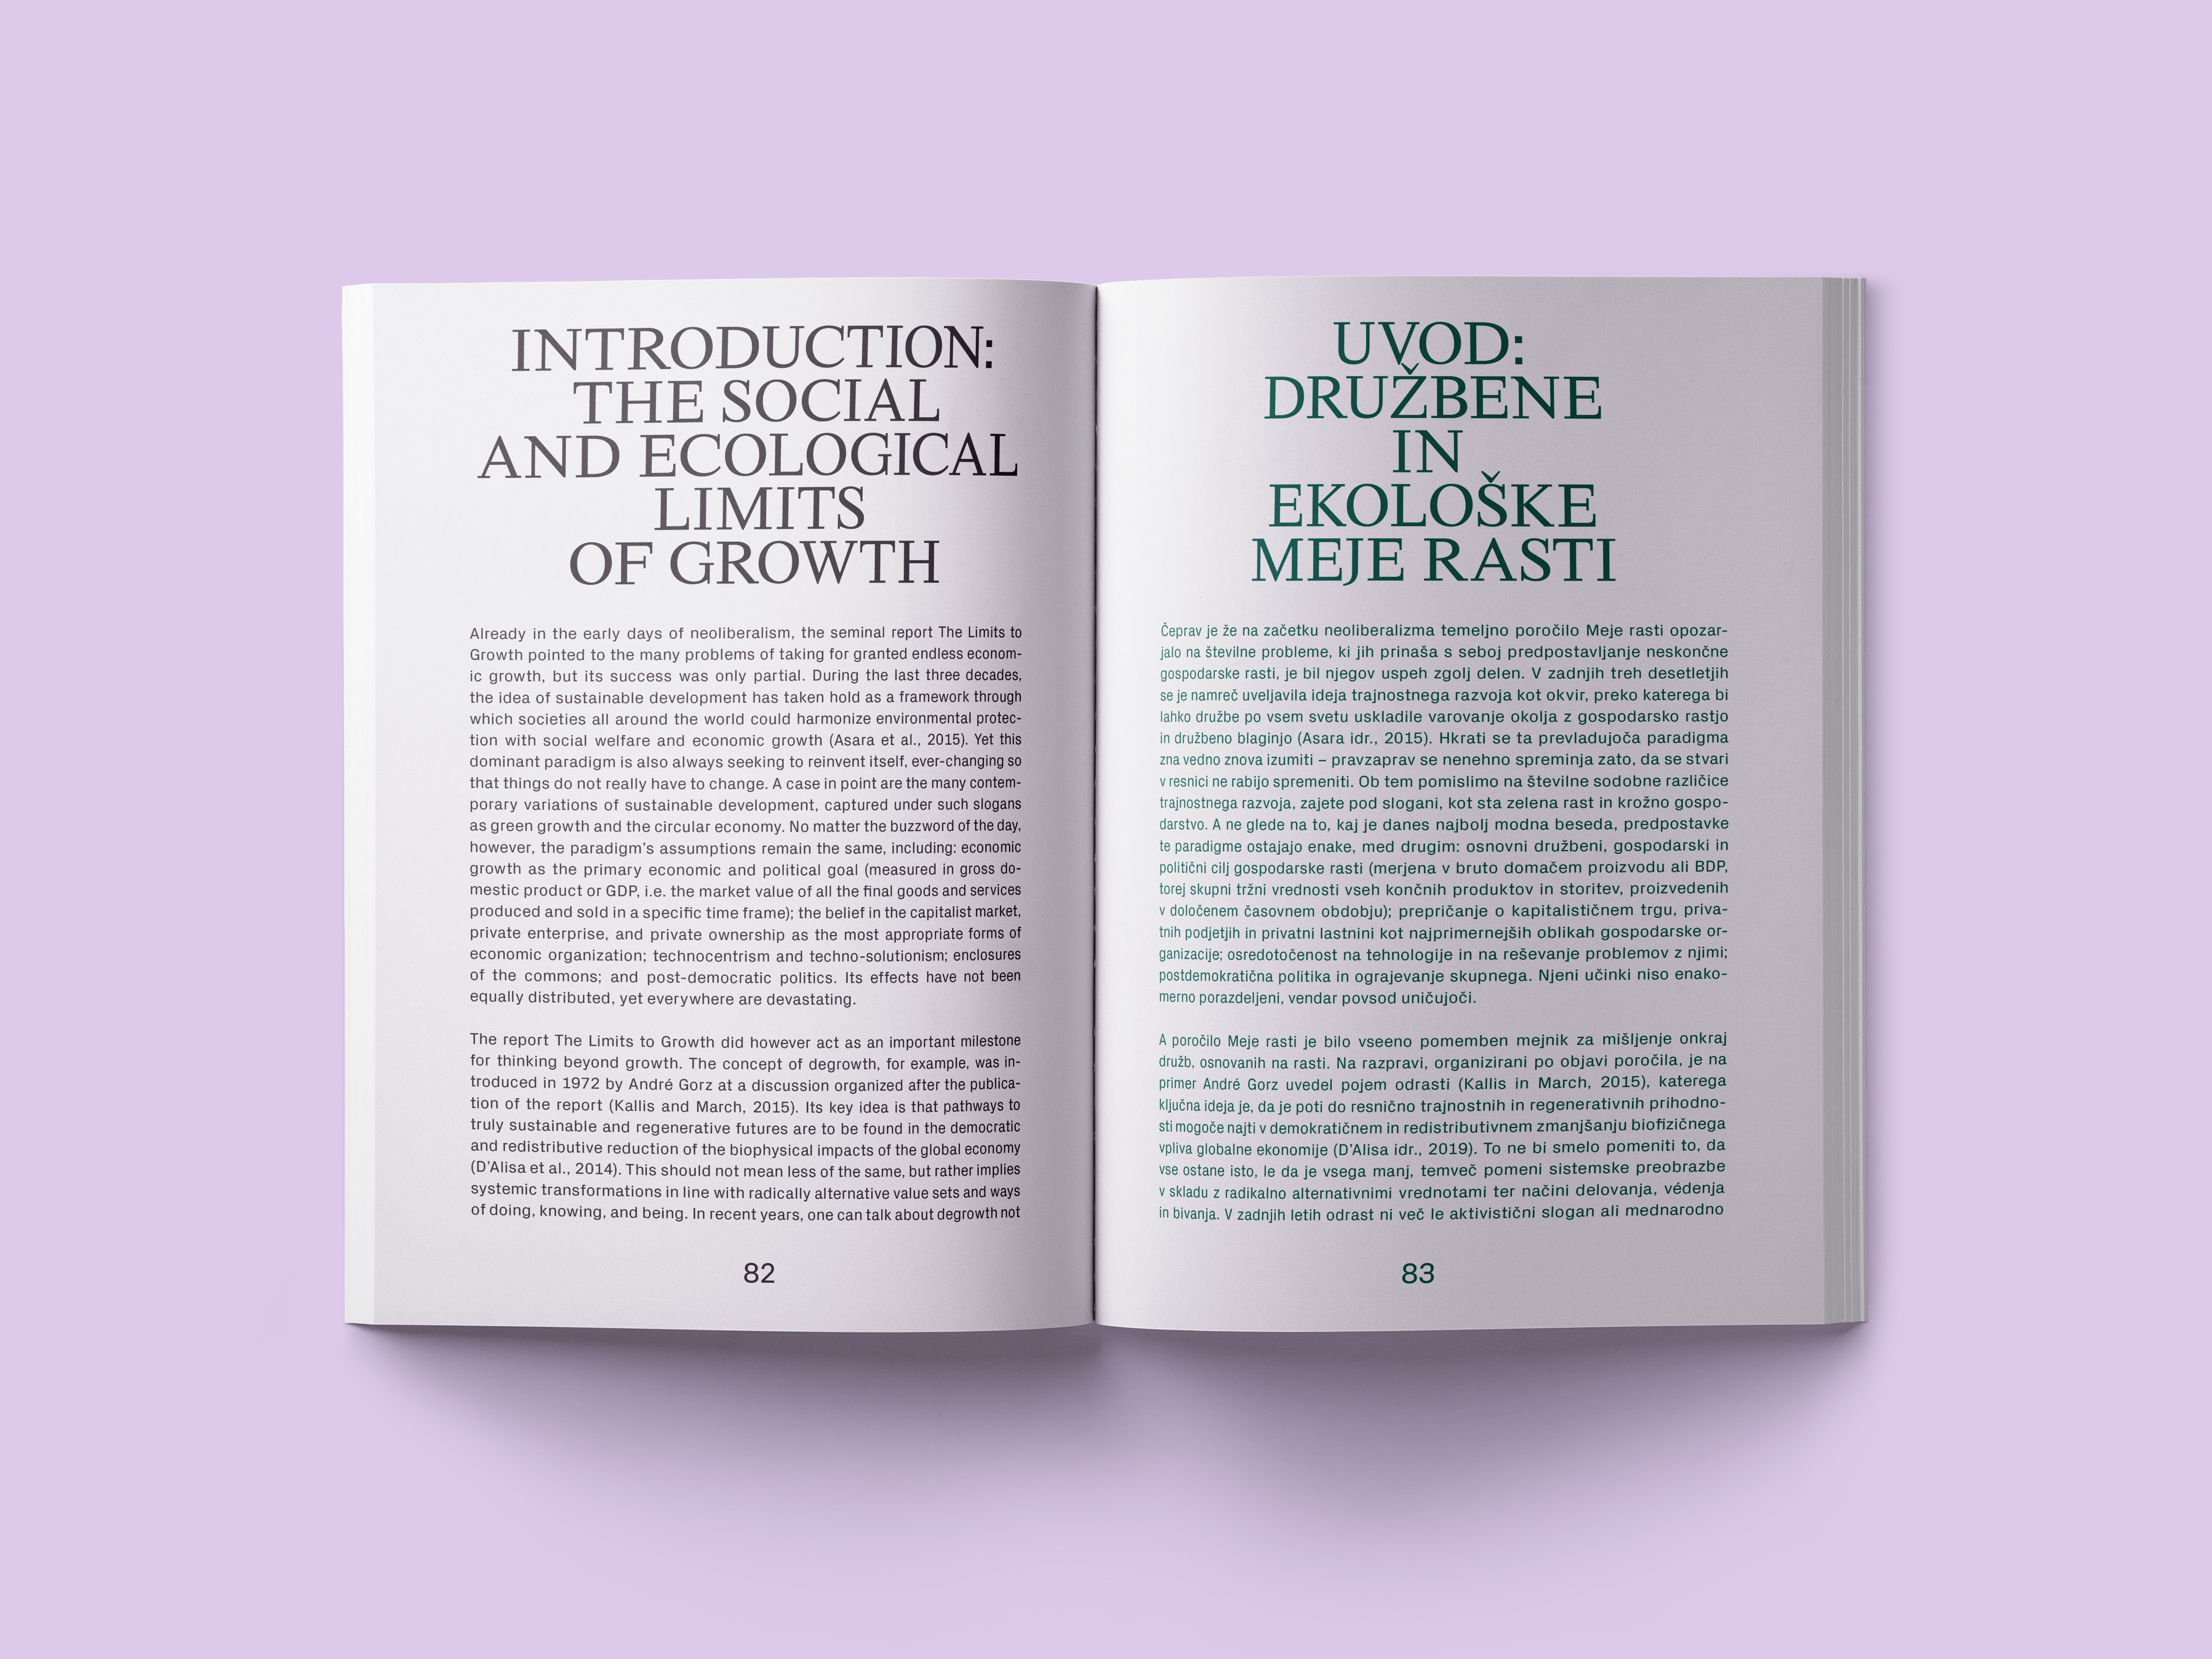 INTRODUCTION:
THE SOCIAL
AND ECOLOGICAL
LIMITS
OF GROWTH
Already in the early days of neoliberalism, the seminal report The Limits to
Growth pointed to the many problems of taking for granted endless econom-
ic growth, but its success was only partial. During the last three decades,
the idea of sustainable development has taken hold as a framework through
which societies all around the world could harmonize environmental protec-
tion with social welfare and economic growth (Asara et al., 2015). Yet this
dominant paradigm is also always seeking to reinvent itself, ever-changing so
that things do not really have to change. A case in point are the many contem-
porary variations of sustainable development, captured under such slogans
as green growth and the circular economy. No matter the buzzword of the day,
however, the paradigm's assumptions remain the same, including: economic
growth as the primary economic and political goal (measured in gross do-
mestic product or GDP, i.e. the market value of all the final goods and services
produced and sold in a specific time frame); the belief in the capitalist market,
private enterprise, and private ownership as the most appropriate forms of
economic organization; technocentrism and techno-solutionism; enclosures
of the commons; and post-democratic politics. Its effects have not been
equally distributed, yet everywhere are devastating.
The report The Limits to Growth did however act as an important milestone
for thinking beyond growth. The concept of degrowth, for example, was in-
troduced in 1972 by André Gorz at a discussion organized after the publica-
tion of the report (Kallis and March, 2015). Its key idea is that pathways to
truly sustainable and regenerative futures are to be found in the democratic
and redistributive reduction of the biophysical impacts of the global economy
(D'Alisa et al., 2014). This should not mean less of the same, but rather implies
systemic transformations in line with radically alternative value sets and ways
of doing, knowing, and being. In recent years, one can talk about degrowth not
82
UVOD:
DRUŽBENE
IN
EKOLOŠKE
MEJE RASTI
Čeprav je že na začetku neoliberalizma temeljno poročilo Meje rasti opozar-
jalo na številne probleme, ki jih prinaša s seboj predpostavljanje neskončne
gospodarske rasti, je bil njegov uspeh zgolj delen. V zadnjih treh desetletjih
se je namreč uveljavila ideja trajnostnega razvoja kot okvir, preko katerega bi
lahko družbe po vsem svetu uskladile varovanje okolja z gospodarsko rastjo
in družbeno blaginjo (Asara idr., 2015). Hkrati se ta prevladujoča paradigma
zna vedno znova izumiti – pravzaprav se nenehno spreminja zato, da se stvari
v resnici ne rabijo spremeniti. Ob tem pomislimo na številne sodobne različice
trajnostnega razvoja, zajete pod slogani, kot sta zelena rast in krožno gospo-
darstvo. A ne glede na to, kaj je danes najbolj modna beseda, predpostavke
te paradigme ostajajo enake, med drugim: osnovni družbeni, gospodarski in
politični cilj gospodarske rasti (merjena v bruto domačem proizvodu ali BDP,
torej skupni tržni vrednosti vseh končnih produktov in storitev, proizvedenih
v določenem časovnem obdobju); prepričanje o kapitalističnem trgu, priva-
tnih podjetjih in privatni lastnini kot najprimernejših oblikah gospodarske or-
ganizacije; osredotočenost na tehnologije in na reševanje problemov z njimi;
postdemokratična politika in ograjevanje skupnega. Njeni učinki niso enako-
merno porazdeljeni, vendar povsod uničujoči.
A poročilo Meje rasti je bilo vseeno pomemben mejnik za mišljenje onkraj
družb, osnovanih na rasti. Na razpravi, organizirani po objavi poročila, je na
primer André Gorz uvedel pojem odrasti (Kallis in March, 2015), katerega
ključna ideja je, da je poti do resnično trajnostnih in regenerativnih prihodno-
sti mogoče najti v demokratičnem in redistributivnem zmanjšanju biofizičnega
vpliva globalne ekonomije (D'Alisa idr., 2019). To ne bi smelo pomeniti to, da
vse ostane isto, le da je vsega manj, temveč pomeni sistemske preobrazbe
v skladu z radikalno alternativnimi vrednotami ter načini delovanja, védenja
in bivanja. V zadnjih letih odrast ni več le aktivistični slogan ali mednarodno
83